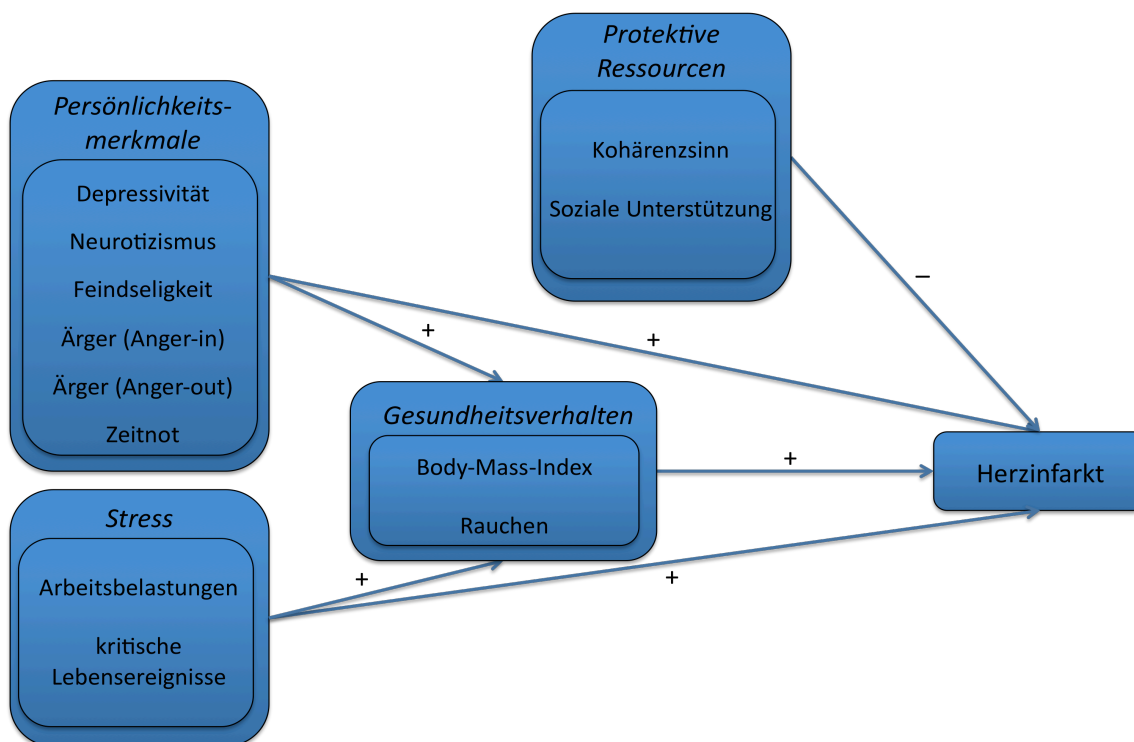 Protektive
Ressourcen
Kohärenzsinn
Soziale Unterstützung
Persönlichkeits-
merkmale
Depressivität
Neurotizismus
Feindseligkeit
Ärger (Anger-in)
Ärger (Anger-out)
Zeitnot
–
+
+
Gesundheitsverhalten
Body-Mass-Index
Rauchen
+
Herzinfarkt
Stress
Arbeitsbelastungen
kritische
Lebensereignisse
+
+